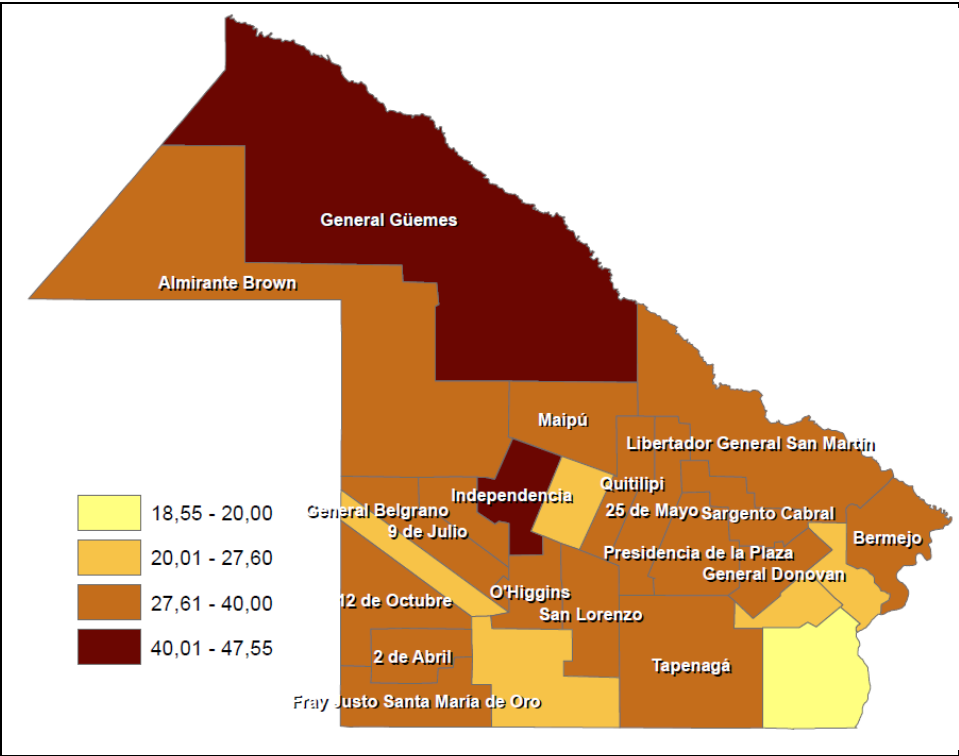 General Güemes
Almirante Brown
Maipú
Libertador General San Martín
Quitilipi
Independencia
General Belgrano
25 de Mayo
Sargento Cabral
9 de Julio
Bermejo
Presidencia de la Plaza
General Donovan
O'Higgins
12 de Octubre
San Lorenzo
2 de Abril
Tapenagá
Fray Justo Santa María de Oro
18,55 - 20,00
20,01 - 27,60
27,61 - 40,00
40,01 - 47,55